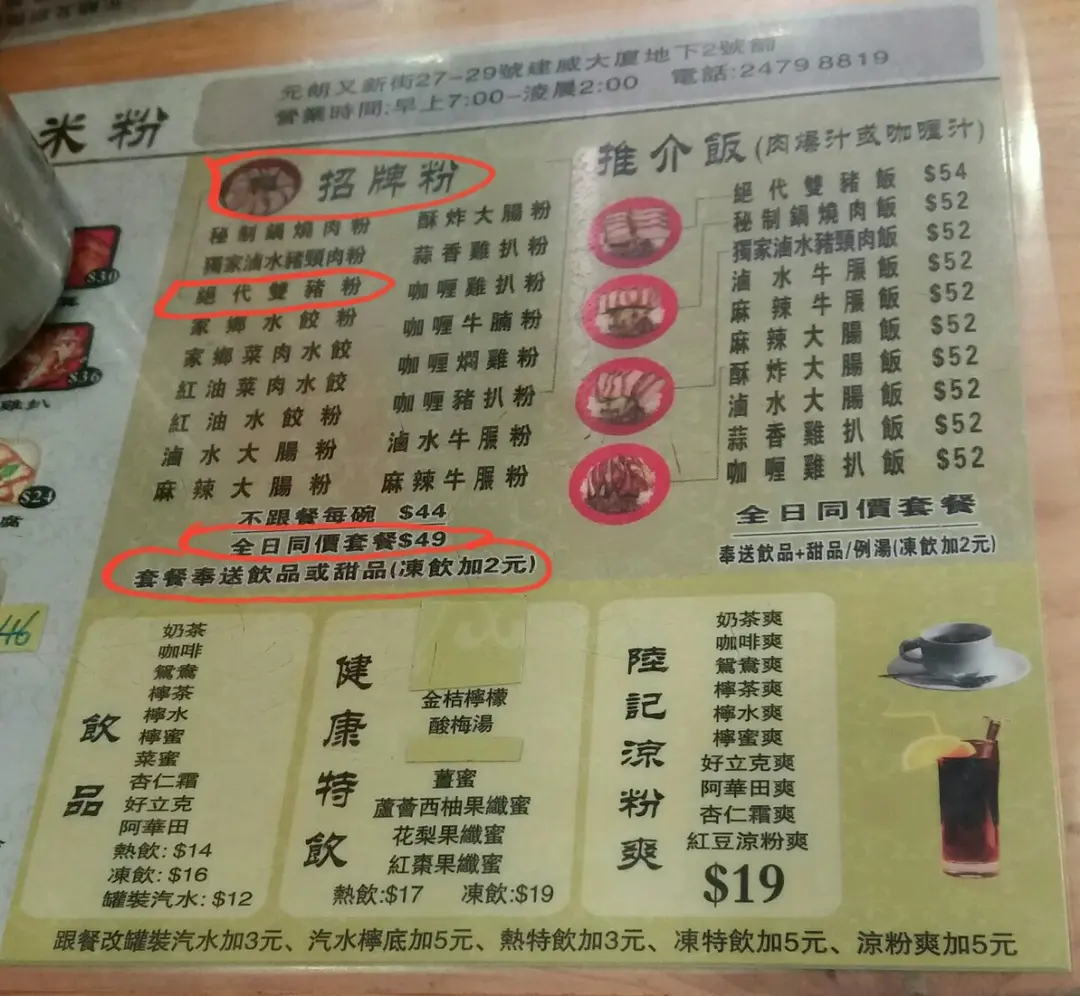 米粉
元朗又新街27-29號建威大廈地下2號舖
營業時間:早上7:00-淩晨2:00 電話:2479 8819
$30
$36
雞扒
$24
腐
46
招牌粉
秘制鍋燒肉粉
獨家滷水豬頸肉粉
絕代雙豬粉
家鄉水餃粉
家鄉菜肉水餃
紅油菜肉水餃
紅油水餃粉
滷水大腸粉
麻辣大腸粉
酥炸大腸粉
蒜香雞扒粉
咖喱雞扒粉
咖喱牛腩粉
咖喱燜雞粉
咖喱豬扒粉
滷水牛𦟌粉
麻辣牛𦟌粉
不跟餐每碗 $44
全日同價套餐$49
套餐奉送飲品或甜品(凍飲加2元)
推介飯(肉燥汁或咖喱汁)
絕代雙豬飯 $54
秘制鍋燒肉飯 $52
獨家滷水豬頸肉飯 $52
滷水牛𦟌飯 $52
麻辣牛𦟌飯 $52
麻辣大腸飯 $52
酥炸大腸飯 $52
滷水大腸飯 $52
蒜香雞扒飯 $52
咖喱雞扒飯 $52
全日同價套餐
奉送飲品+甜品/例湯(凍飲加2元)
飲品
奶茶
咖啡
鴛鴦
檸茶
檸水
檸蜜
菜蜜
杏仁霜
好立克
阿華田
熱飲: $14
凍飲: $16
罐裝汽水: $12
健康特飲
金桔檸檬
酸梅湯
薑蜜
蘆薈西柚果纖蜜
花梨果纖蜜
紅棗果纖蜜
熱飲:$17 凍飲:$19
陸記涼粉爽
奶茶爽
咖啡爽
鴛鴦爽
檸茶爽
檸水爽
檸蜜爽
好立克爽
阿華田爽
杏仁霜爽
紅豆涼粉爽
$19
跟餐改罐裝汽水加3元、汽水檸底加5元、熱特飲加3元、凍特飲加5元、涼粉爽加5元